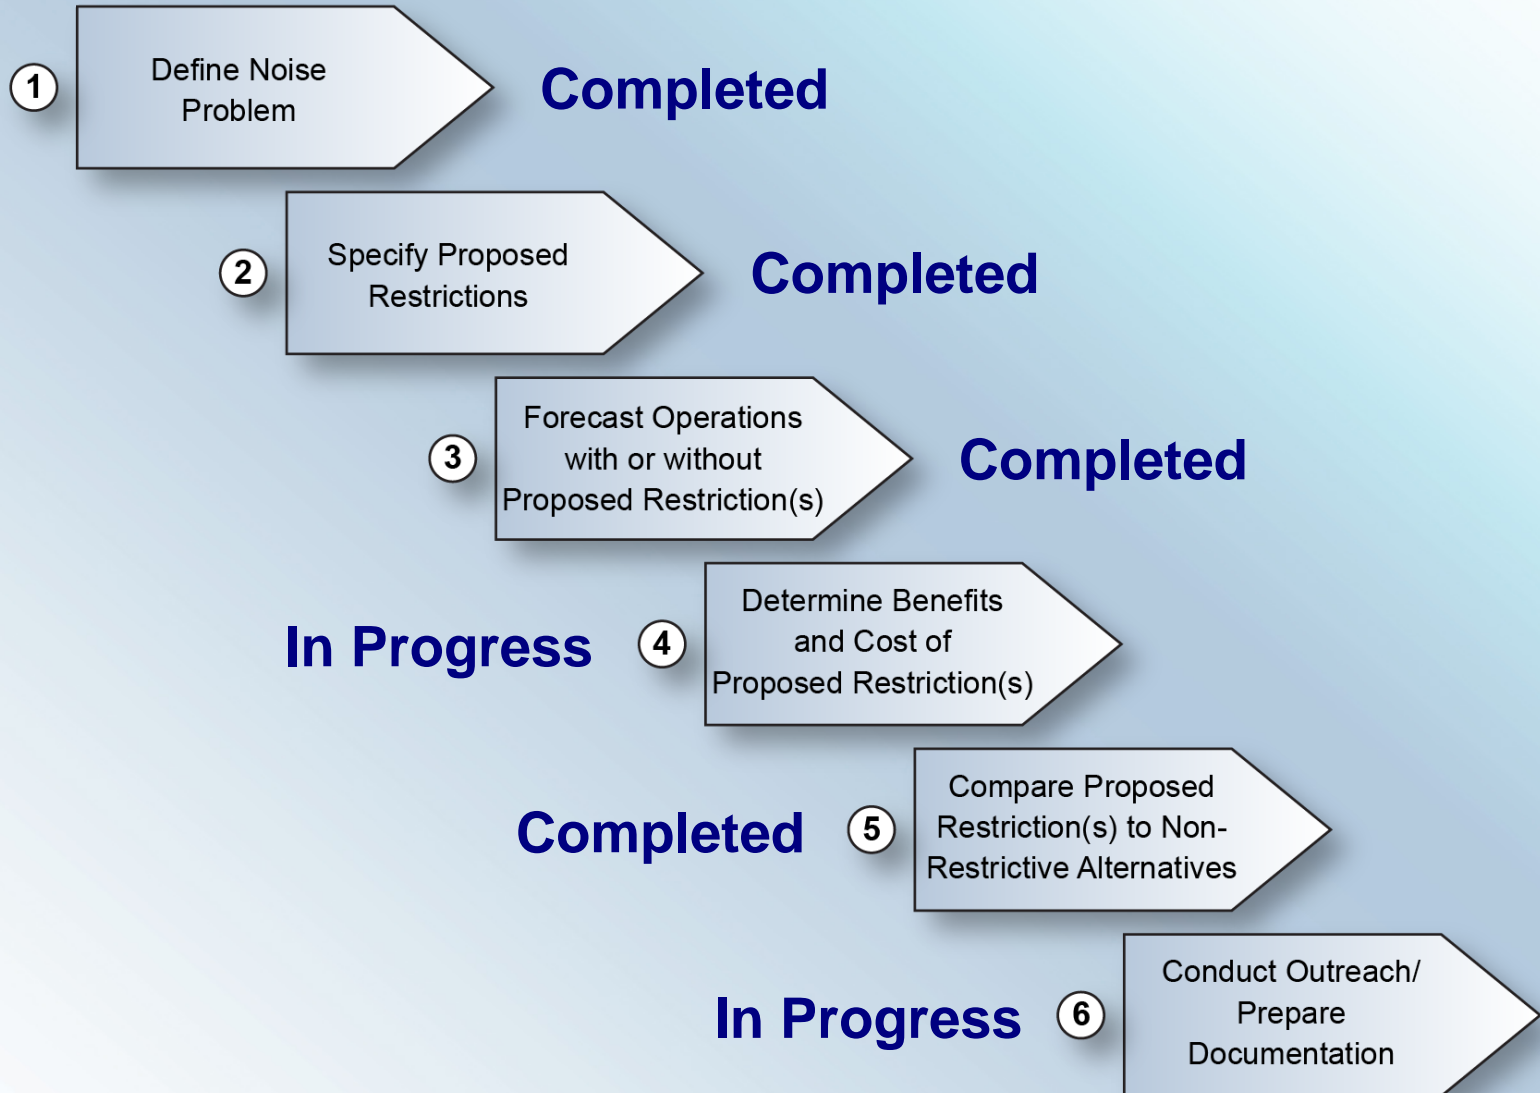 1
Define Noise
Problem
Completed
2
Specify Proposed
Restrictions
Completed
3
Forecast Operations
with or without
Proposed Restriction(s)
Completed
In Progress
4
Determine Benefits
and Cost of
Proposed Restriction(s)
Completed
5
Compare Proposed
Restriction(s) to Non-
Restrictive Alternatives
In Progress
6
Conduct Outreach/
Prepare
Documentation